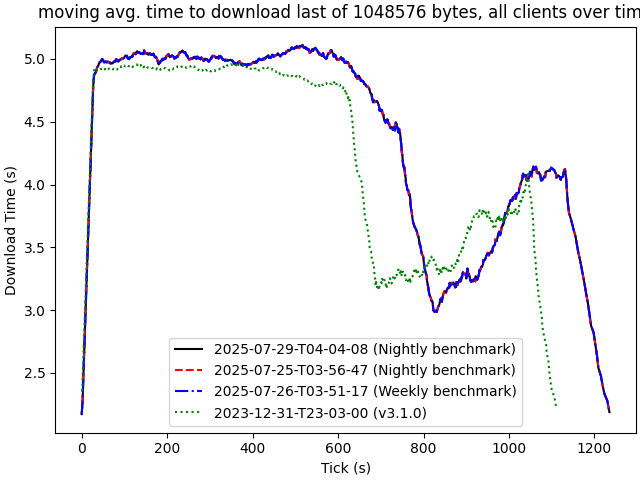 moving avg. time to download last of 1048576 bytes, all clients over tim
Download Time (s)
5.0
4.5
4.0
3.5
3.0
2.5
2025-07-29-T04-04-08 (Nightly benchmark)
2025-07-25-T03-56-47 (Nightly benchmark)
2025-07-26-T03-51-17 (Weekly benchmark)
2023-12-31-T23-03-00 (v3.1.0)
0 200 400 600 800 1000 1200
Tick (s)